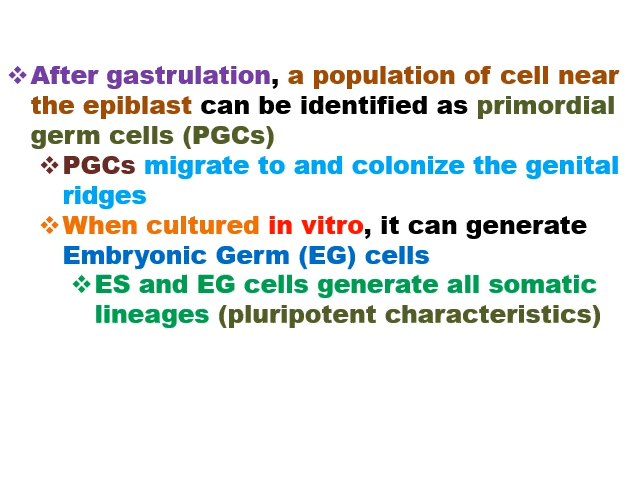 ❖After gastrulation, a population of cell near
the epiblast can be identified as primordial
germ cells (PGCs)
❖PGCs migrate to and colonize the genital
ridges
❖When cultured in vitro, it can generate
Embryonic Germ (EG) cells
❖ES and EG cells generate all somatic
lineages (pluripotent characteristics)